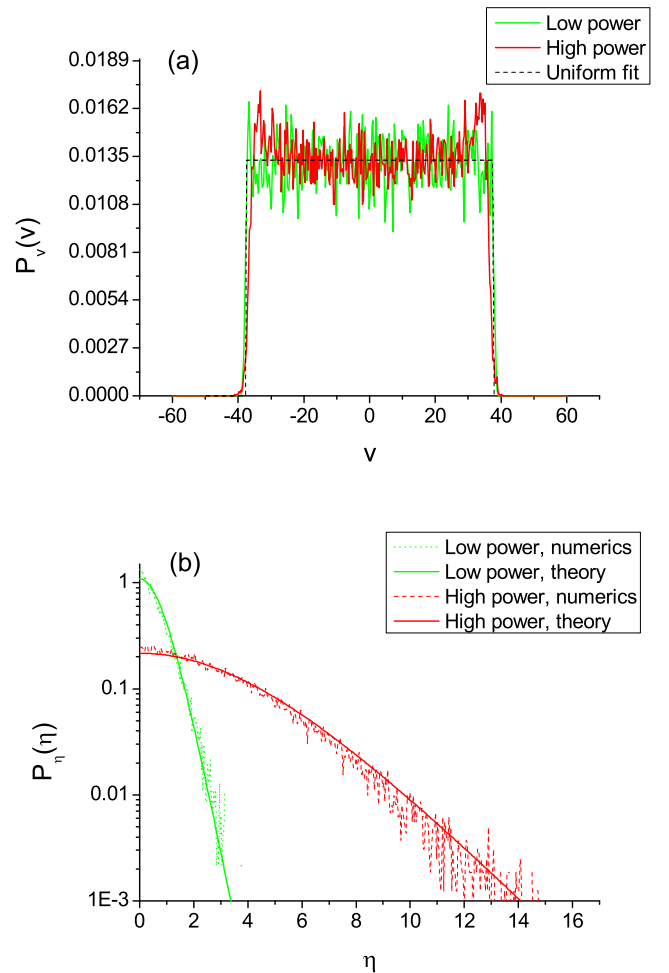 Low power
High power
Uniform fit
(a)
0.0189
0.0162
0.0135
0.0108
0.0081
0.0054
0.0027
0.0000
Pv(v)
-60 -40 -20 0 20 40 60
v
Low power, numerics
Low power, theory
High power, numerics
High power, theory
(b)
1
0.1
0.01
1E-3
Pη(η)
0 2 4 6 8 10 12 14 16
η